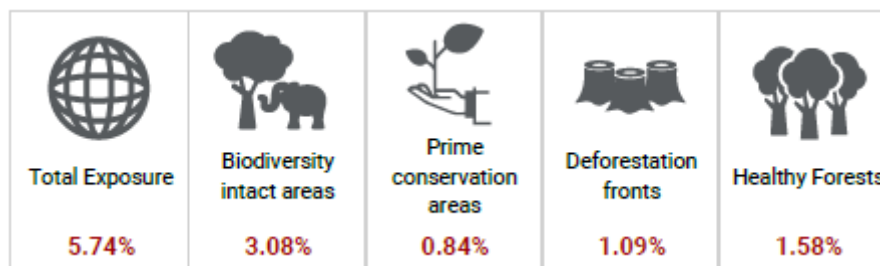 Total Exposure
5.74%
Biodiversity
intact areas
3.08%
Prime
conservation
areas
0.84%
Deforestation
fronts
1.09%
Healthy Forests
1.58%